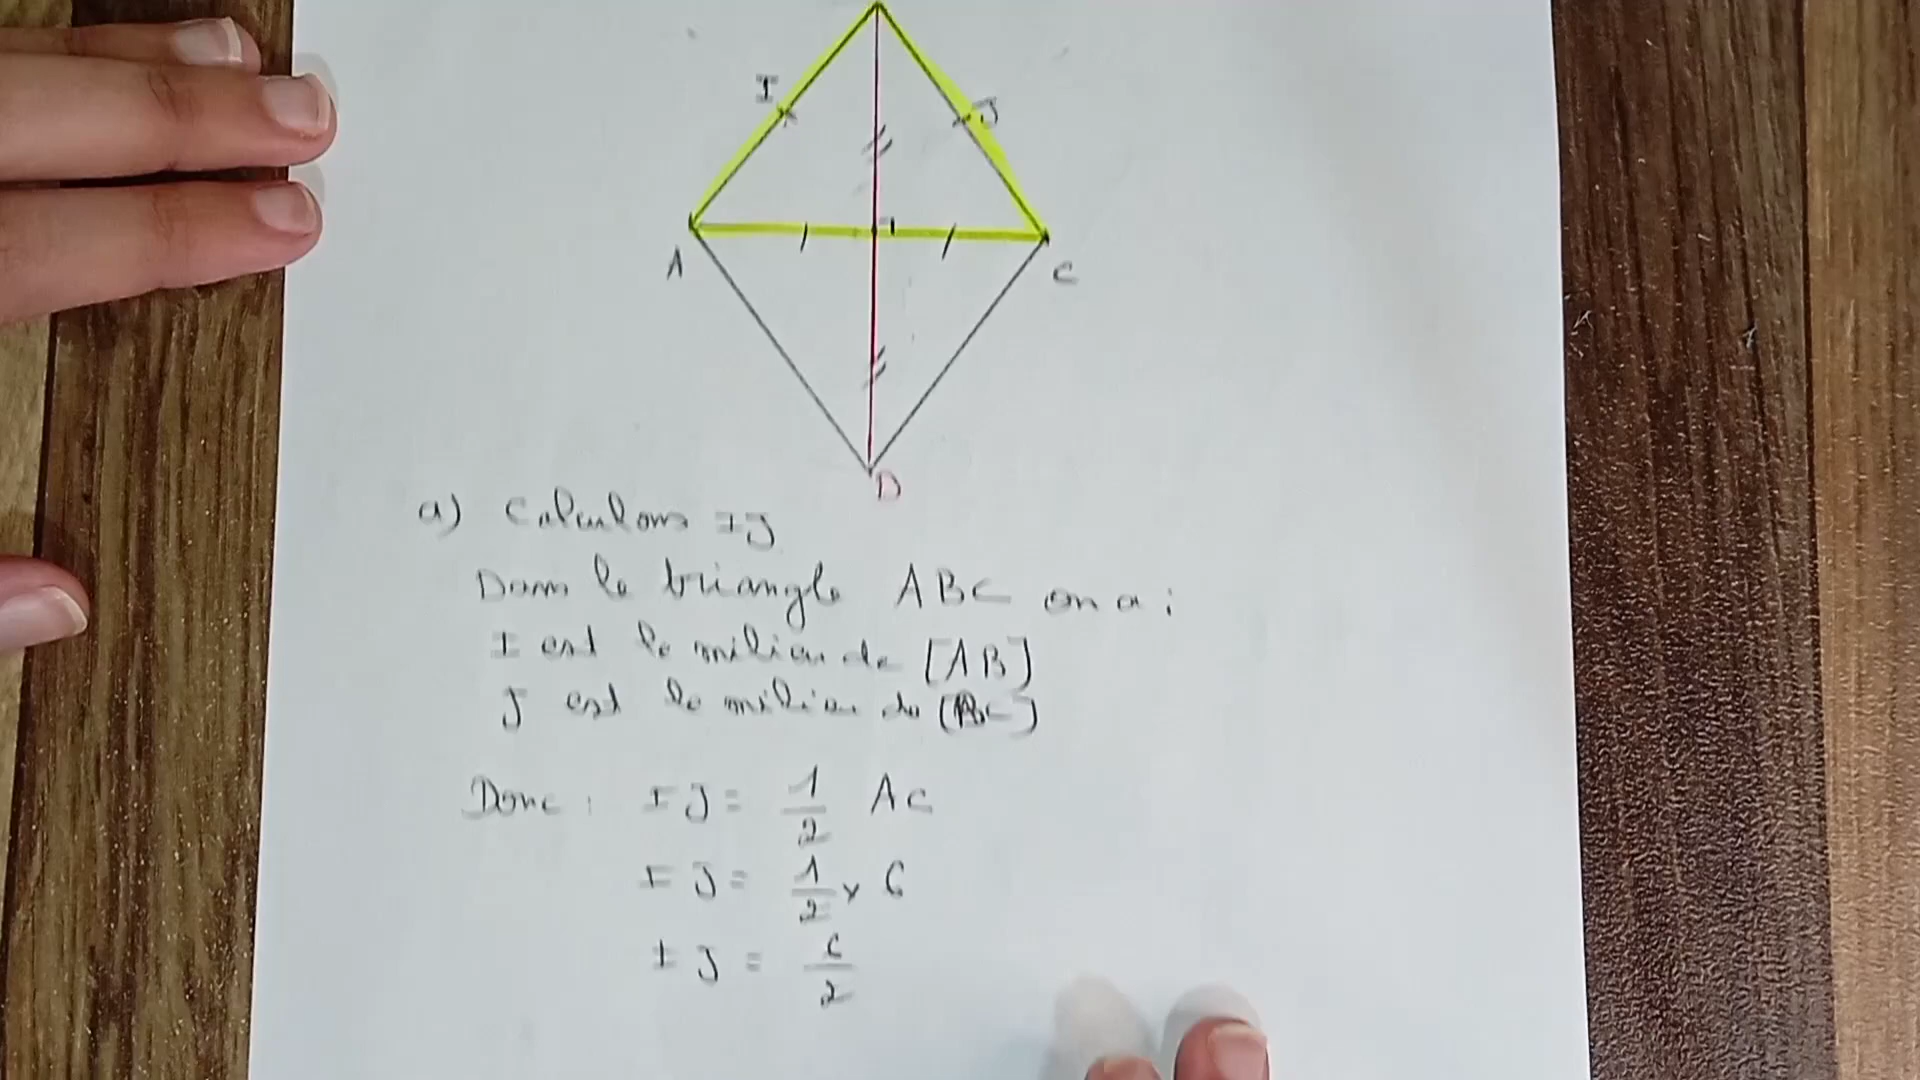 I
J
A
C
D
a) Calculons IJ
Dans le triangle ABC on a :
I est le milieu de [AB]
J est le milieu de [BC]
Donc : IJ = 1/2 AC
IJ = 1/2 x 6
IJ = 6/2